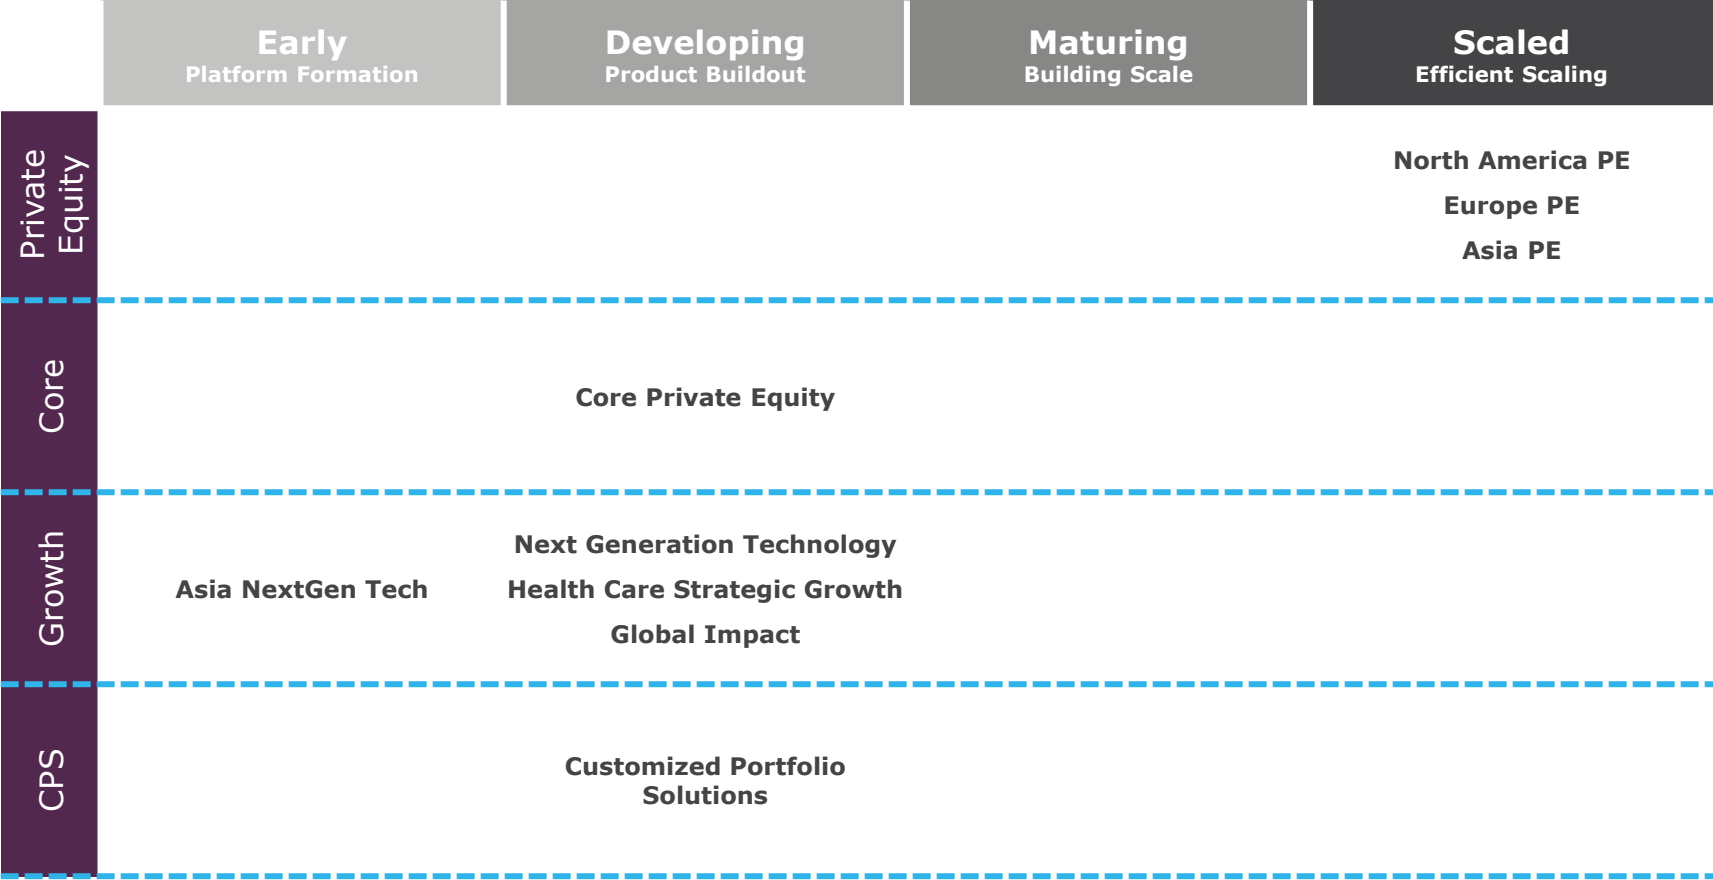 Early
Platform Formation
Developing
Product Buildout
Maturing
Building Scale
Scaled
Efficient Scaling
Private
Equity
North America PE
Europe PE
Asia PE
Core
Core Private Equity
Growth
Asia NextGen Tech
Next Generation Technology
Health Care Strategic Growth
Global Impact
CPS
Customized Portfolio
Solutions